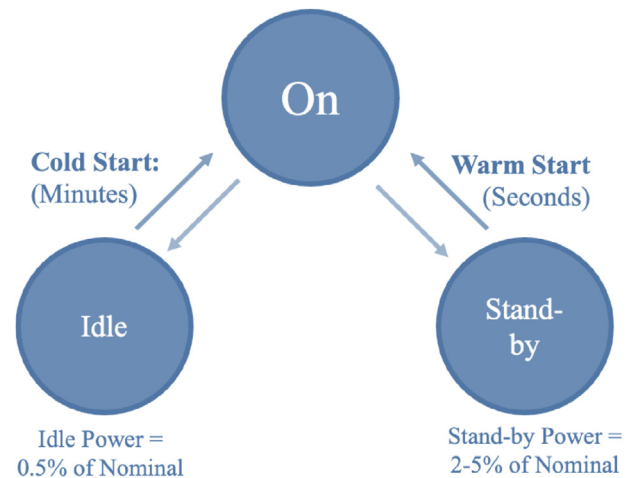 On
Cold Start:
(Minutes)
Warm Start
(Seconds)
Idle
Stand-
by
Idle Power =
0.5% of Nominal
Stand-by Power =
2-5% of Nominal